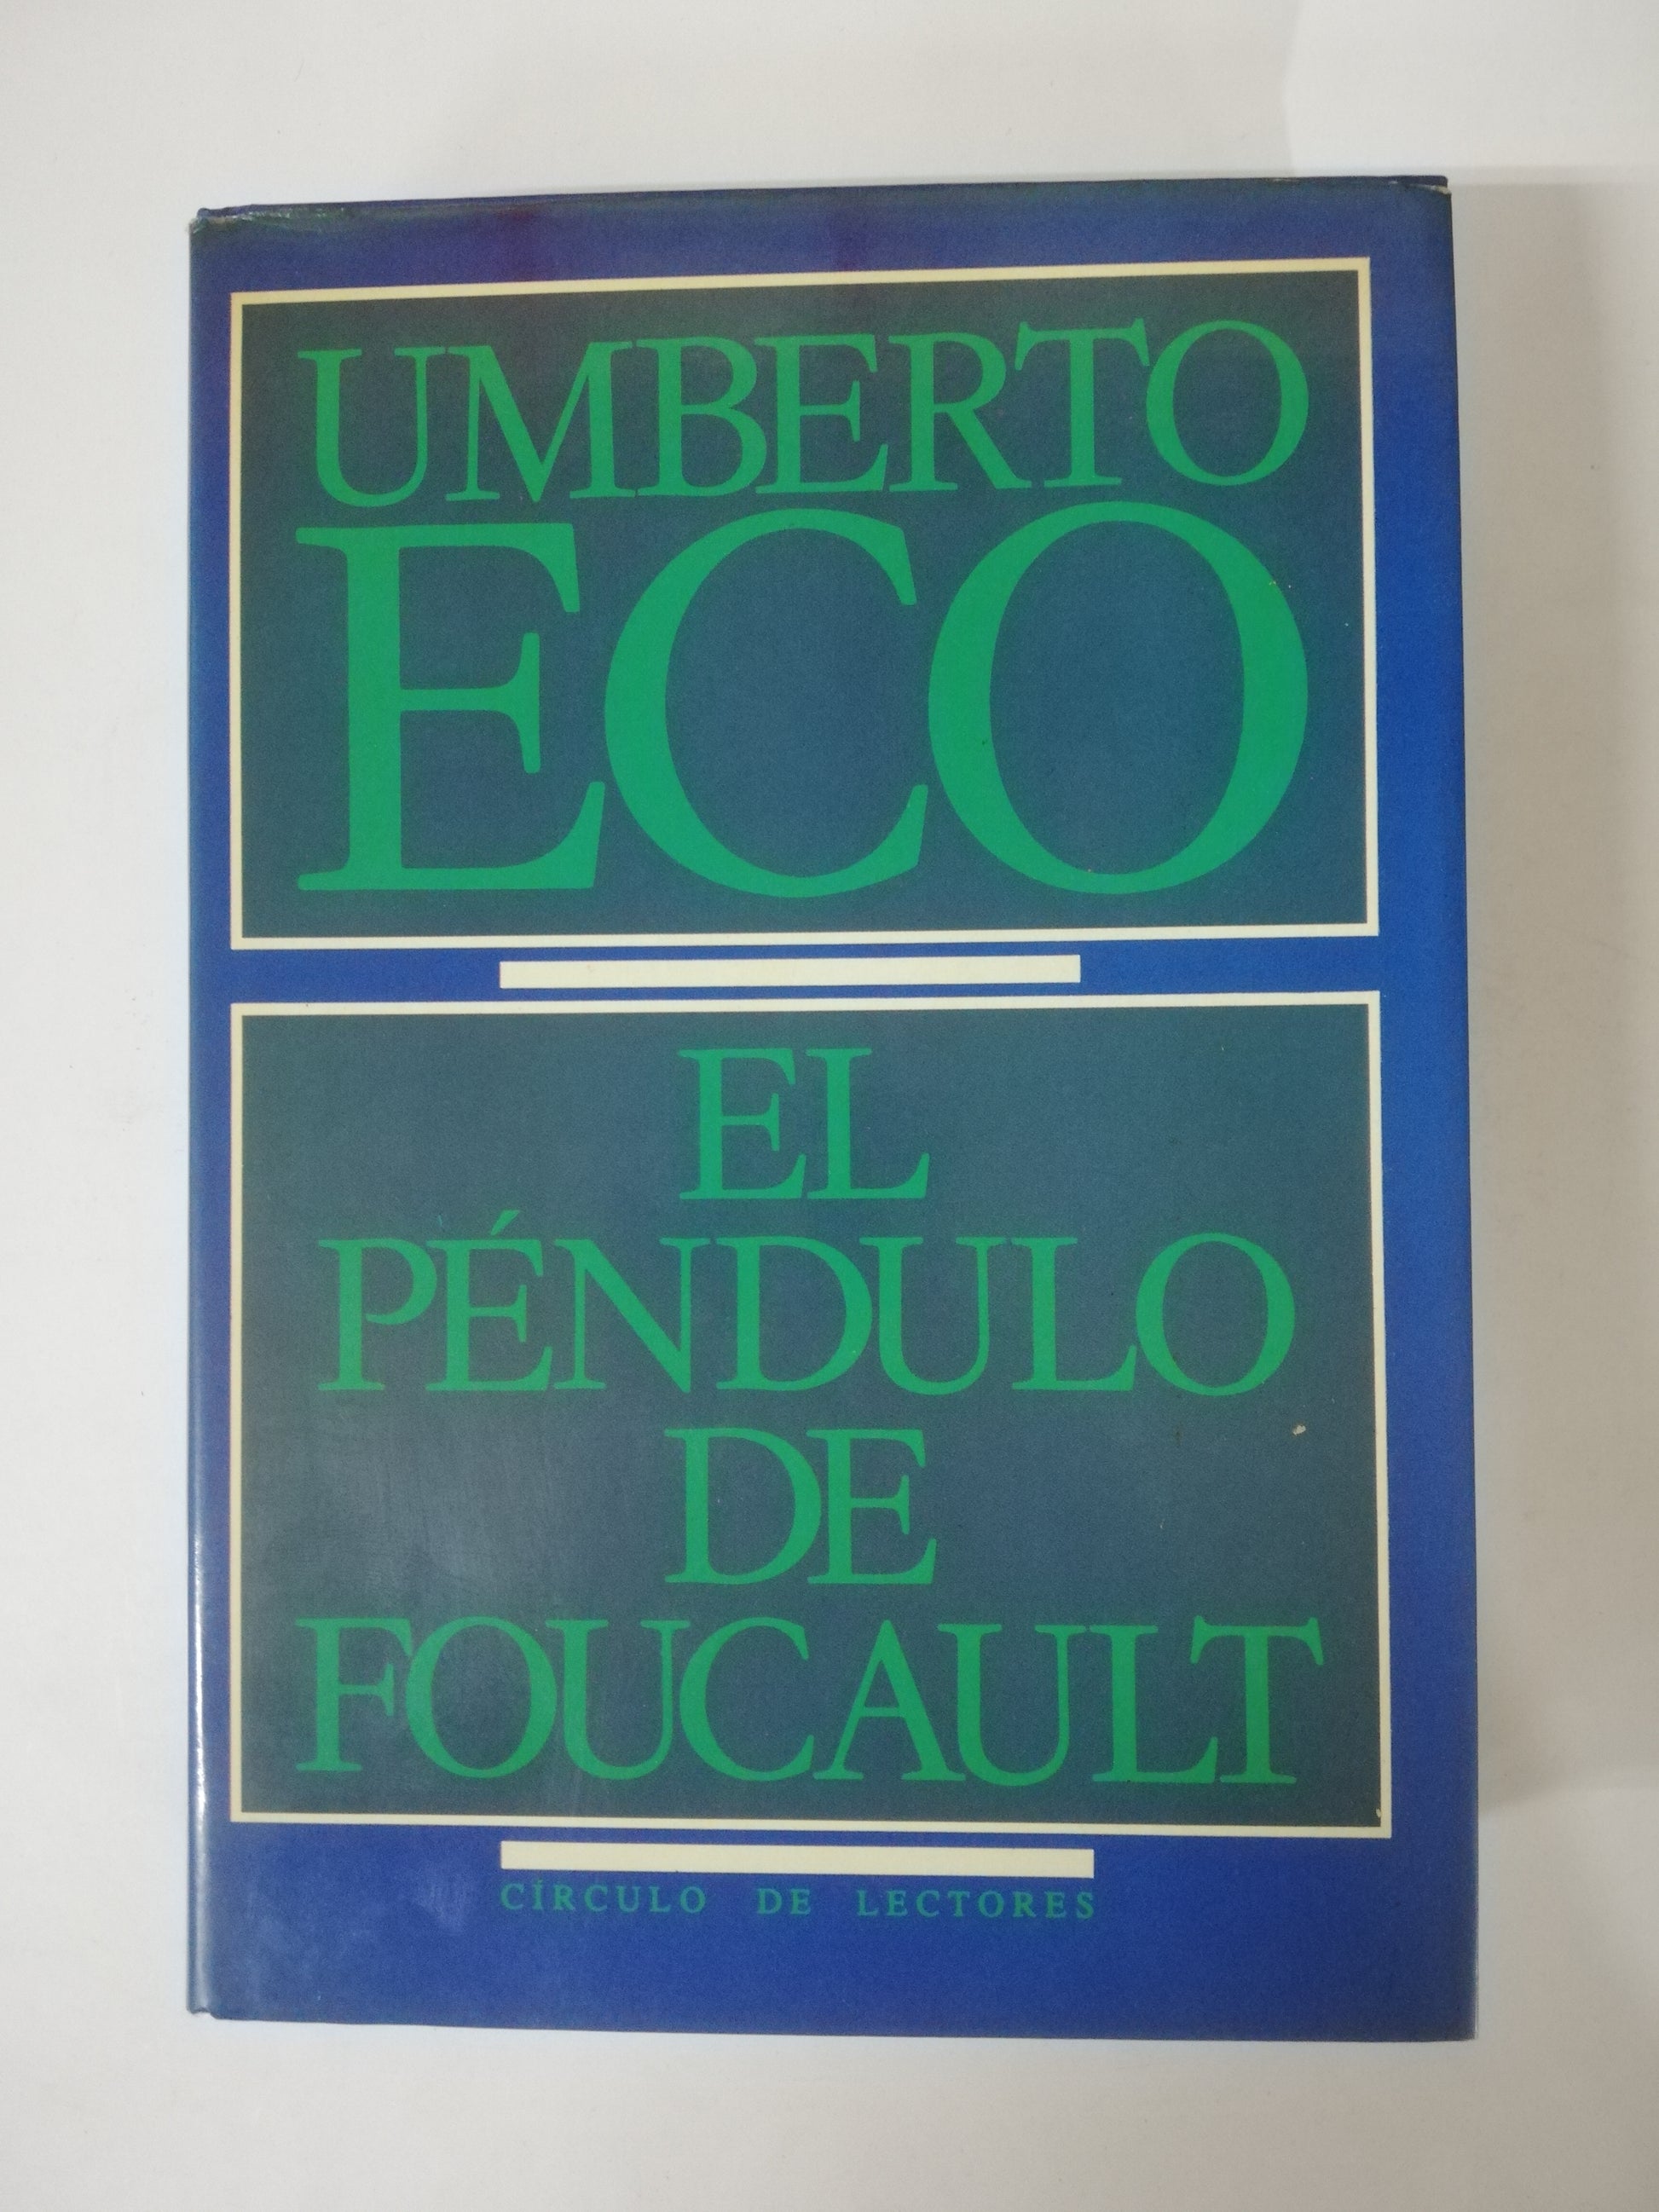 UMBERTO
ECO
EL
PÉNDULO
DE
FOUCAULT
CÍRCULO DE LECTORES